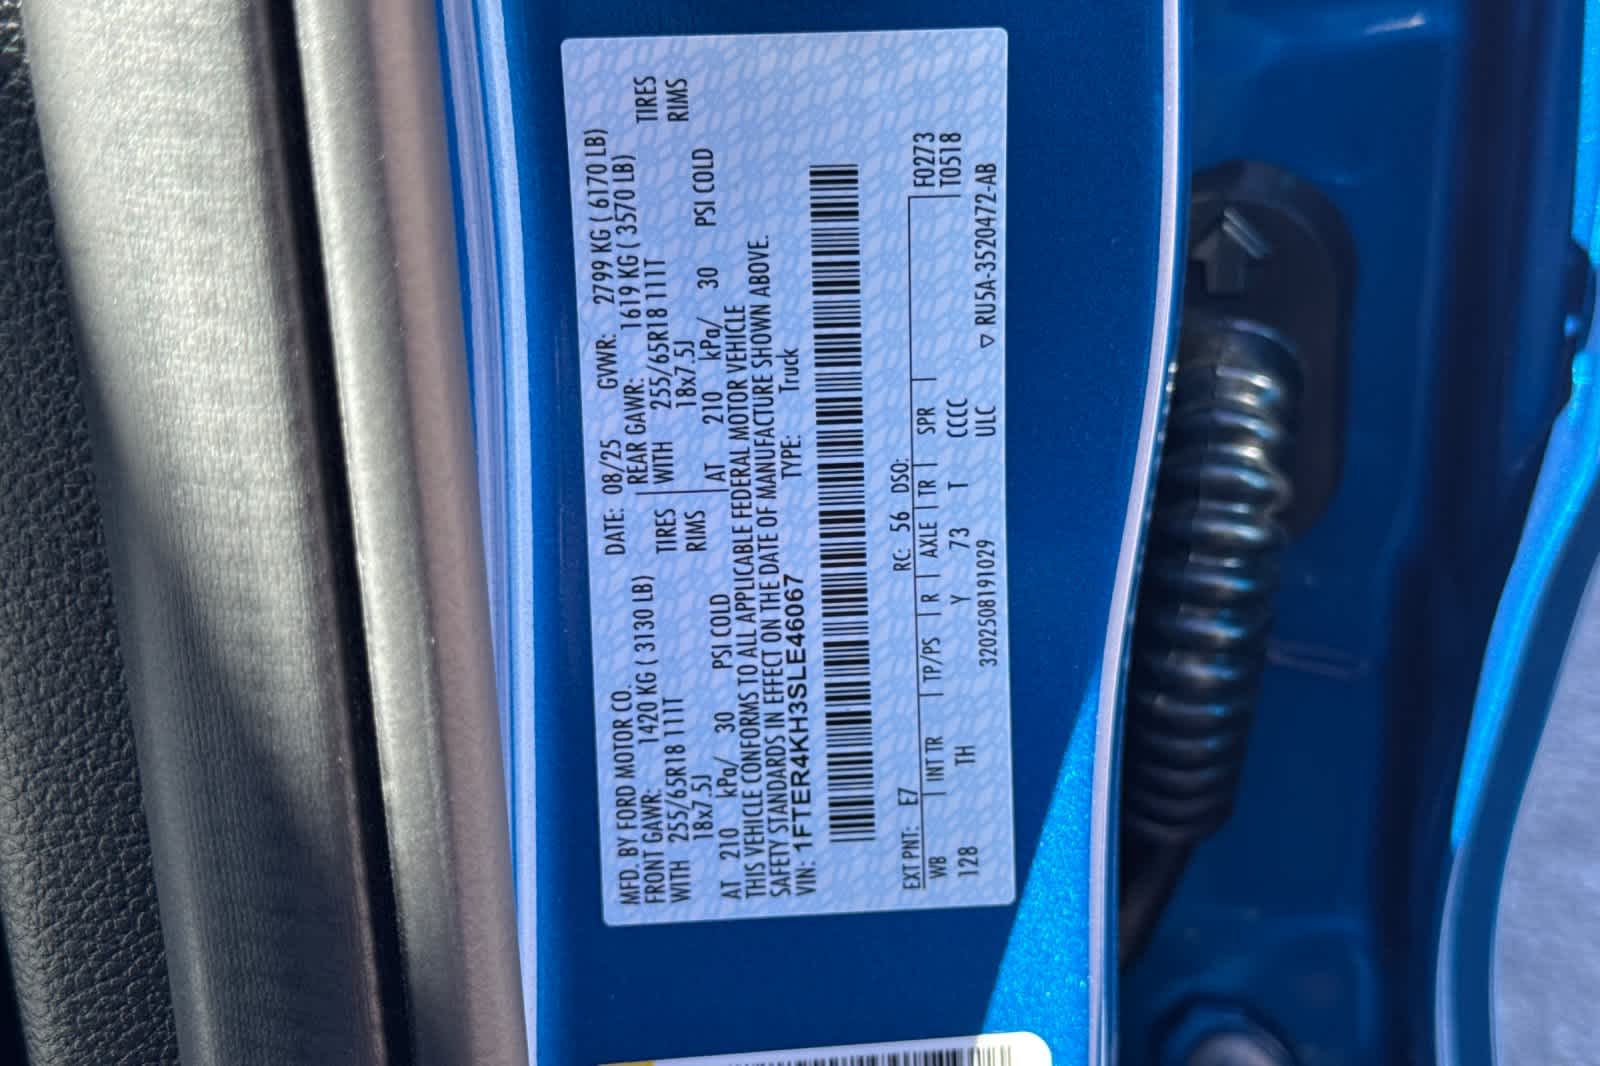 MFD. BY FORD MOTOR CO. DATE: 08/25 GVWR: 2799 KG ( 6170 LB)
FRONT GAWR: 1420 KG ( 3130 LB) REAR GAWR: 1619 KG ( 3570 LB)
WITH 255/65R18 111T TIRES WITH 255/65R18 111T TIRES
18x7.5J RIMS 18x7.5J RIMS
AT 210 kPa/ 30 PSI COLD AT 210 kPa/ 30 PSI COLD
THIS VEHICLE CONFORMS TO ALL APPLICABLE FEDERAL MOTOR VEHICLE
SAFETY STANDARDS IN EFFECT ON THE DATE OF MANUFACTURE SHOWN ABOVE.
VIN: 1FTER4KH3SLE46067 TYPE: Truck
EXT PNT: E7 RC: 56 DSO: F0273
WB INT TR TP/PS R AXLE TR SPR T0518
128 TH Y 73 T CCCC
3202508191029 ULC ▽ RU5A-3520472-AB